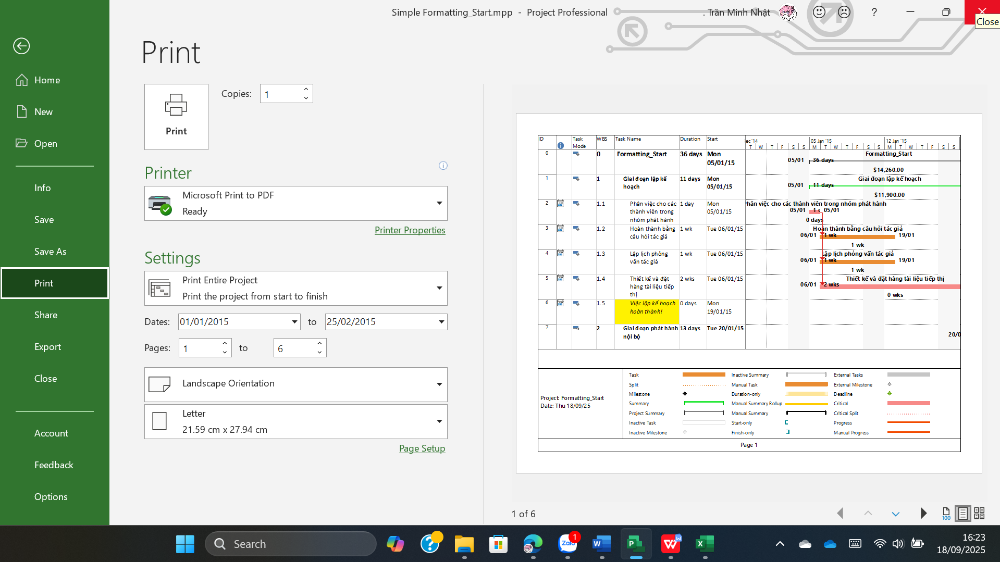 Simple Formatting_Start.mpp - Project Professional
. Trần Minh Nhật
?
Close
Print
Home
New
Open
Info
Save
Save As
Print
Share
Export
Close
Account
Feedback
Options
Print
Copies: 1
Printer
Microsoft Print to PDF
Ready
Printer Properties
Settings
Print Entire Project
Print the project from start to finish
Dates: 01/01/2015 to 25/02/2015
Pages: 1 to 6
Landscape Orientation
Letter
21.59 cm x 27.94 cm
Page Setup
ID Task Mode WBS Task Name Duration Start
ec '14 05 Jan '15 12 Jan '15
T W T F S S M T W T F S S M T W T F S S
0 0 Formatting_Start 36 days Mon 05/01/15
Formatting_Start
05/01 36 days
$14,260.00
1 1 Giai đoạn lập kế hoạch 11 days Mon 05/01/15
Giai đoạn lập kế hoạch
05/01 11 days
$11,900.00
2 1.1 Phân việc cho các thành viên trong nhóm phát hành 1 day Mon 05/01/15
Phân việc cho các thành viên trong nhóm phát hành
05/01 1 05/01
0 days
3 1.2 Hoàn thành bảng câu hỏi tác giả 1 wk Tue 06/01/15
Hoàn thành bảng câu hỏi tác giả
06/01 1 wk 19/01
1 wk
4 1.3 Lập lịch phỏng vấn tác giả 1 wk Tue 06/01/15
Lập lịch phỏng vấn tác giả
06/01 1 wk 19/01
1 wk
5 1.4 Thiết kế và đặt hàng tài liệu tiếp thị 2 wks Tue 06/01/15
Thiết kế và đặt hàng tài liệu tiếp thị
06/01 2 wks
0 wks
6 1.5 Việc lập kế hoạch hoàn thành! 0 days Mon 19/01/15
7 2 Giai đoạn phát hành nội bộ 13 days Tue 20/01/15
20/0
Project: Formatting_Start
Date: Thu 18/09/25
Task Inactive Summary External Tasks
Split Manual Task External Milestone
Milestone Duration-only Deadline
Summary Manual Summary Rollup Critical
Project Summary Manual Summary Critical Split
Inactive Task Start-only Progress
Inactive Milestone Finish-only Manual Progress
Page 1
1 of 6
100
Search
Zalo
1
16:23
18/09/2025